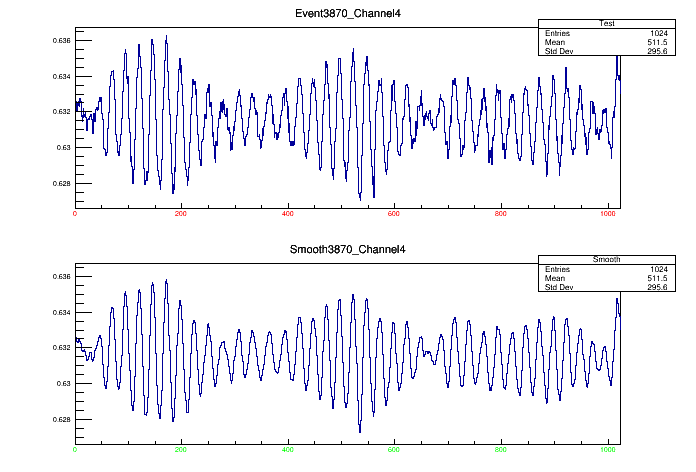 Event3870_Channel4
Test
Entries 1024
Mean 511.5
Std Dev 295.6
0.636
0.634
0.632
0.63
0.628
0 200 400 600 800 1000
Smooth3870_Channel4
Smooth
Entries 1024
Mean 511.5
Std Dev 295.6
0.636
0.634
0.632
0.63
0.628
0 200 400 600 800 1000